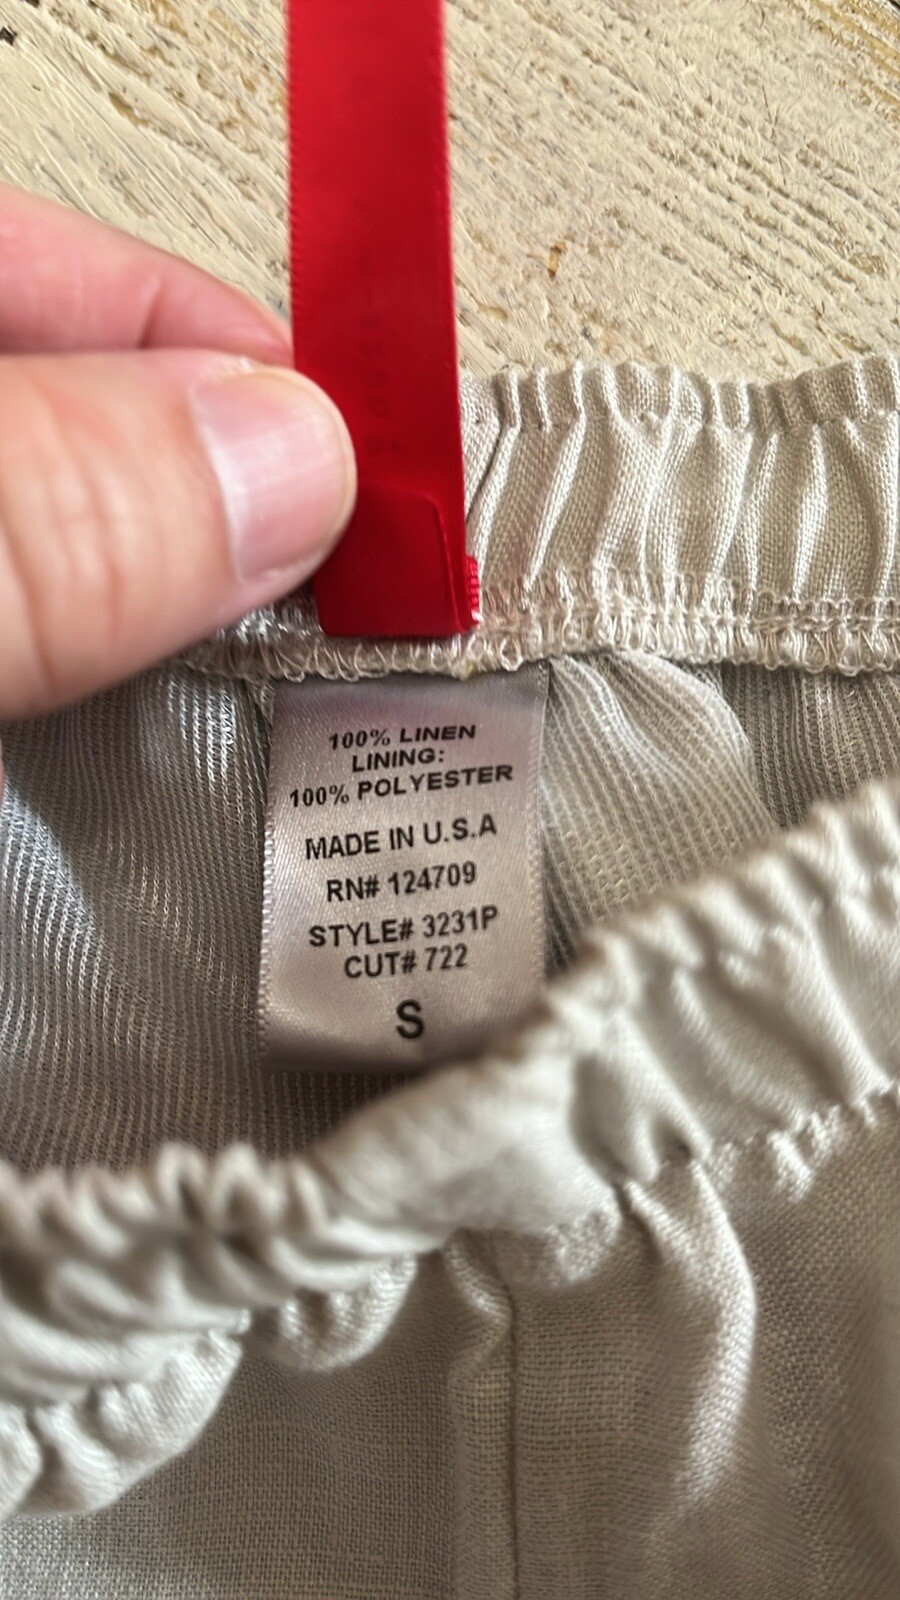 100% LINEN
LINING:
100% POLYESTER
MADE IN U.S.A
RN# 124709
STYLE# 3231P
CUT# 722
S